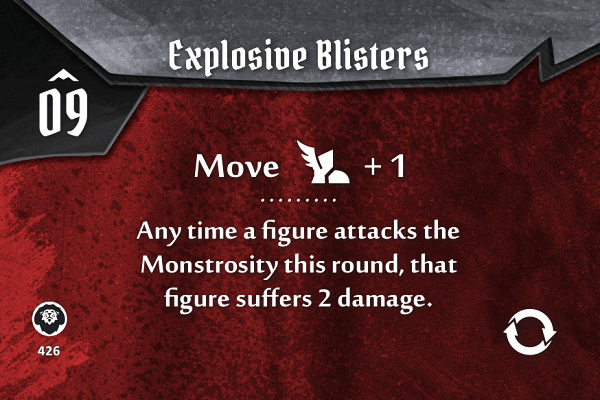 Explosive Blisters
09
Move + 1
Any time a figure attacks the
Monstrosity this round, that
figure suffers 2 damage.
426